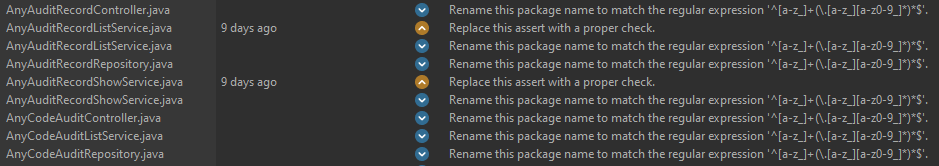 AnyAuditRecordController.java Rename this package name to match the regular expression '^[a-z_]+(\.[a-z_][a-z0-9_]*)*$'.
AnyAuditRecordListService.java 9 days ago Replace this assert with a proper check.
AnyAuditRecordListService.java Rename this package name to match the regular expression '^[a-z_]+(\.[a-z_][a-z0-9_]*)*$'.
AnyAuditRecordRepository.java Rename this package name to match the regular expression '^[a-z_]+(\.[a-z_][a-z0-9_]*)*$'.
AnyAuditRecordShowService.java 9 days ago Replace this assert with a proper check.
AnyAuditRecordShowService.java Rename this package name to match the regular expression '^[a-z_]+(\.[a-z_][a-z0-9_]*)*$'.
AnyCodeAuditController.java Rename this package name to match the regular expression '^[a-z_]+(\.[a-z_][a-z0-9_]*)*$'.
AnyCodeAuditListService.java Rename this package name to match the regular expression '^[a-z_]+(\.[a-z_][a-z0-9_]*)*$'.
AnyCodeAuditRepository.java Rename this package name to match the regular expression '^[a-z_]+(\.[a-z_][a-z0-9_]*)*$'.